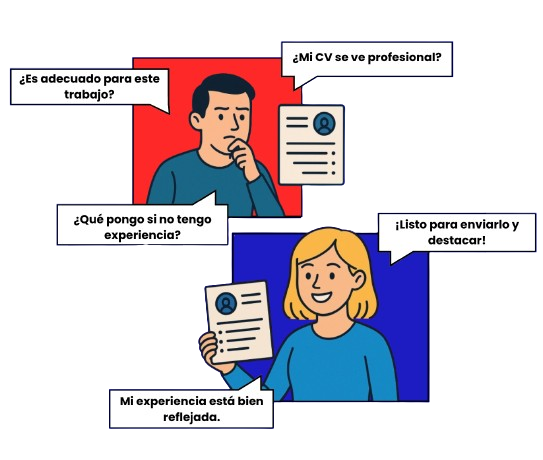 ¿Mi CV se ve profesional?
¿Es adecuado para este
trabajo?
¿Qué pongo si no tengo
experiencia?
¡Listo para enviarlo y
destacar!
Mi experiencia está bien
reflejada.